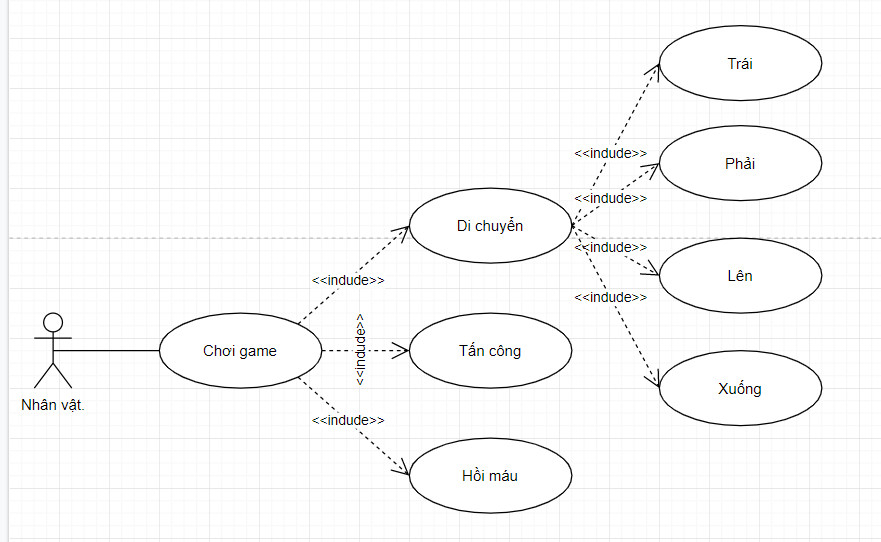 Trái
<<indude>>
Phải
<<indude>>
Di chuyển
<<indude>>
Lên
<<indude>>
<<indude>>
Chơi game
<<indude>>
Tấn công
Xuống
Nhân vật.
<<indude>>
Hồi máu